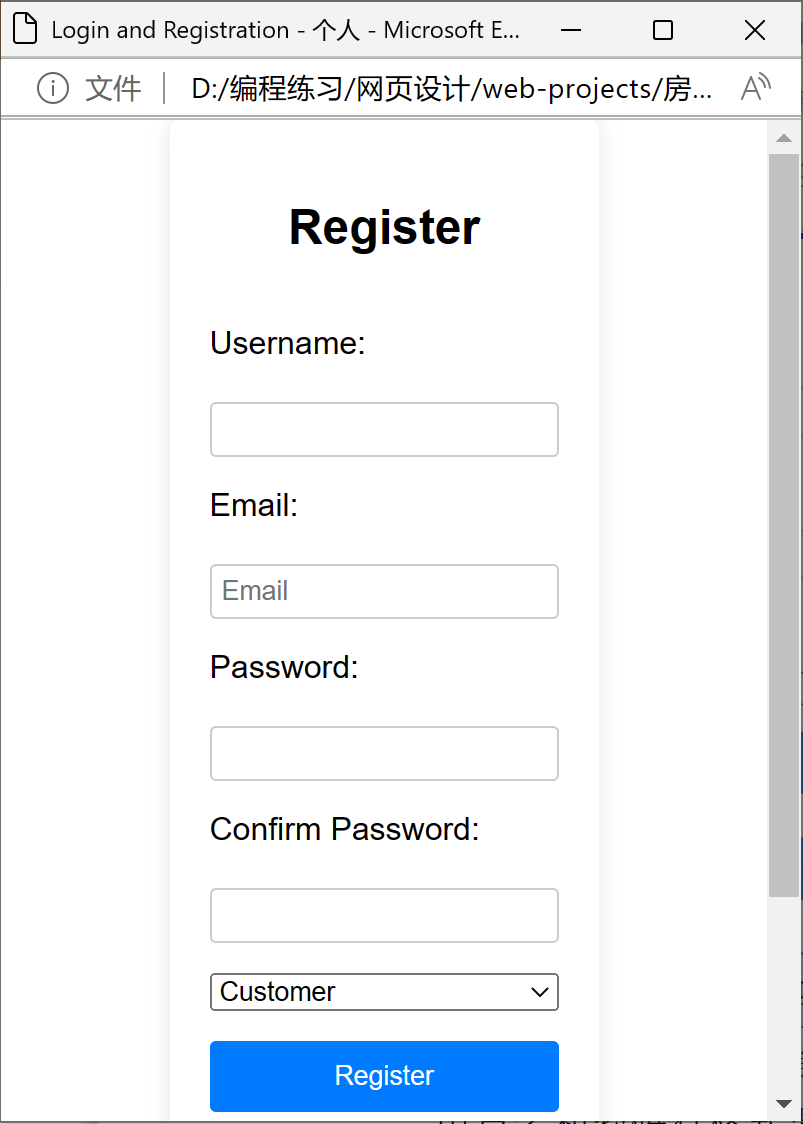 Login and Registration - 个人 - Microsoft E...
文件 D:/编程练习/网页设计/web-projects/房...
Register
Username:
Email:
Email
Password:
Confirm Password:
Customer
Register